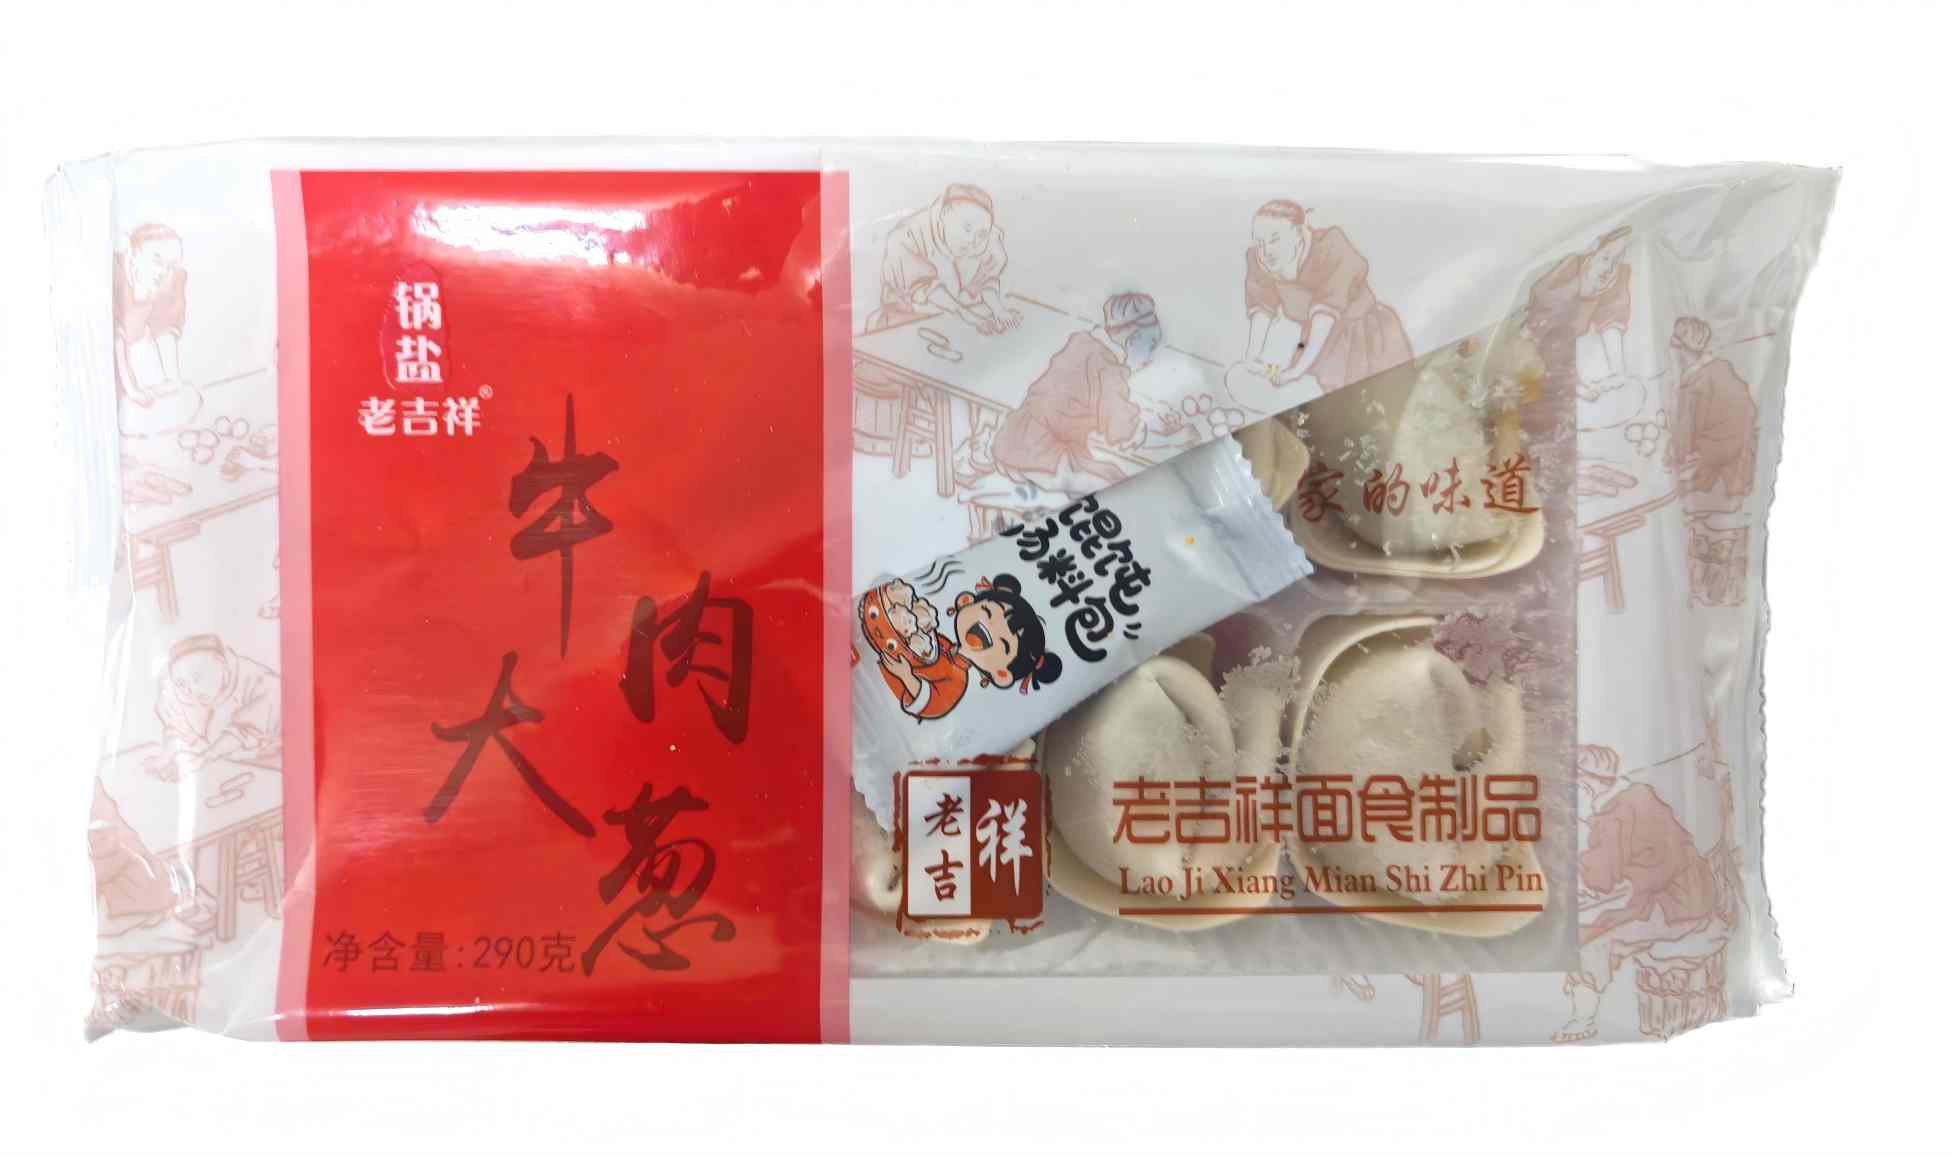 锅盐
老吉祥®
牛肉
大葱
净含量:290克
馄饨
汤料包
家的味道
老吉祥
老吉祥面食制品
Lao Ji Xiang Mian Shi Zhi Pin